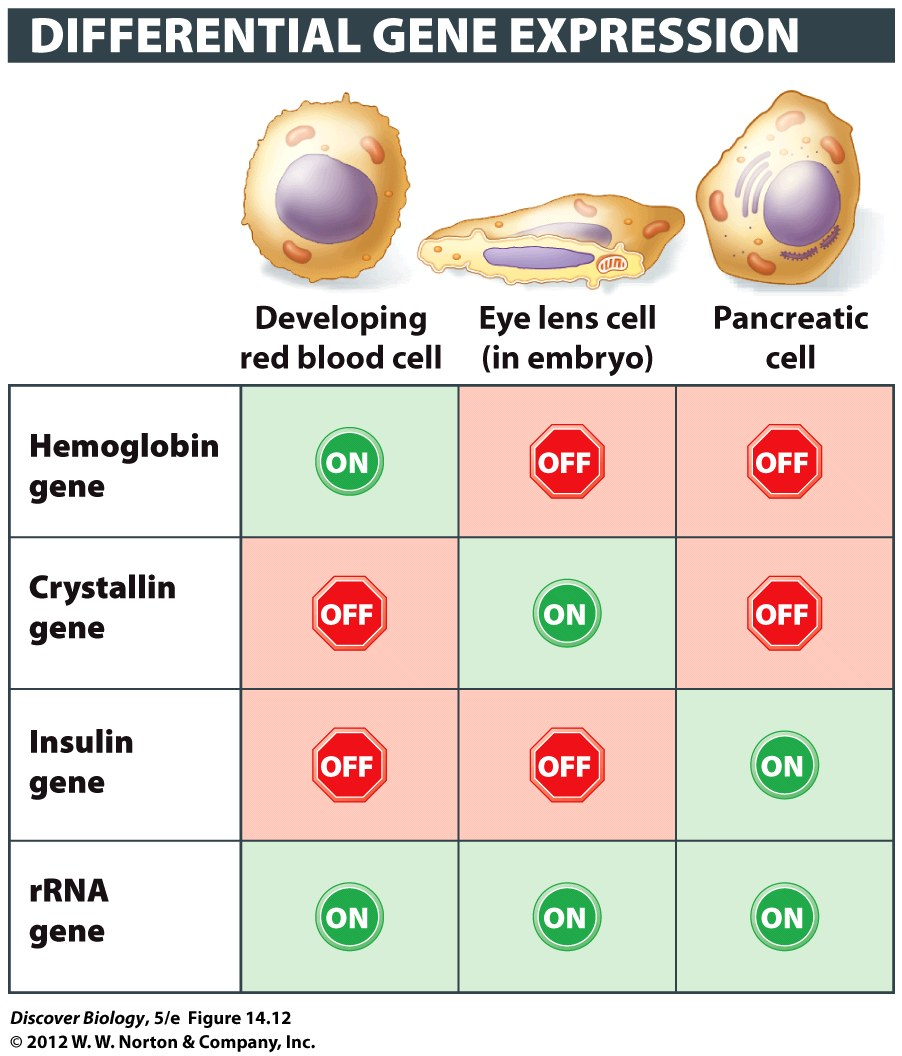 DIFFERENTIAL GENE EXPRESSION
Developing
red blood cell
Eye lens cell
(in embryo)
Pancreatic
cell
Hemoglobin
gene
ON
OFF
OFF
Crystallin
gene
OFF
ON
OFF
Insulin
gene
OFF
OFF
ON
rRNA
gene
ON
ON
ON
Discover Biology, 5/e Figure 14.12
© 2012 W. W. Norton & Company, Inc.